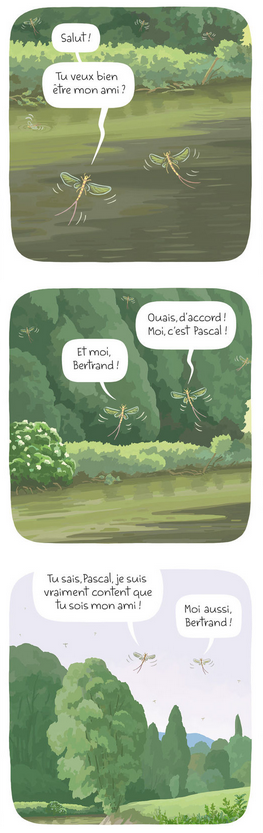 Salut !
Tu veux bien
être mon ami ?
Ouais, d'accord !
Moi, c'est Pascal !
Et moi,
Bertrand !
Tu sais, Pascal, je suis
vraiment content que
tu sois mon ami !
Moi aussi,
Bertrand !